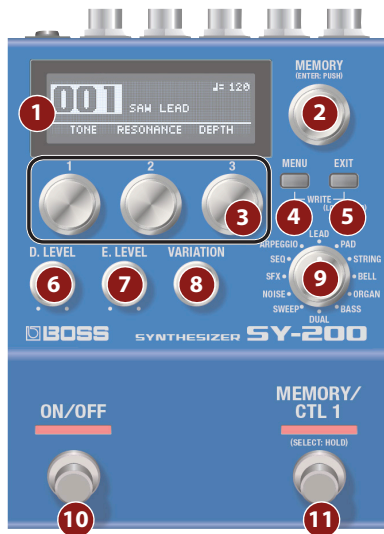 MEMORY
(ENTER: PUSH)
001
SAW LEAD
♩= 120
TONE RESONANCE DEPTH
1
2
1 2 3
3
MENU EXIT
4
5
WRITE
LEAD
ARPEGGIO PAD
SEQ STRING
SFX BELL
NOISE ORGAN
SWEEP BASS
DUAL
9
D. LEVEL E. LEVEL VARIATION
6 7 8
BOSS SYNTHESIZER SY-200
ON/OFF
MEMORY/
CTL 1
(SELECT: HOLD)
10 11